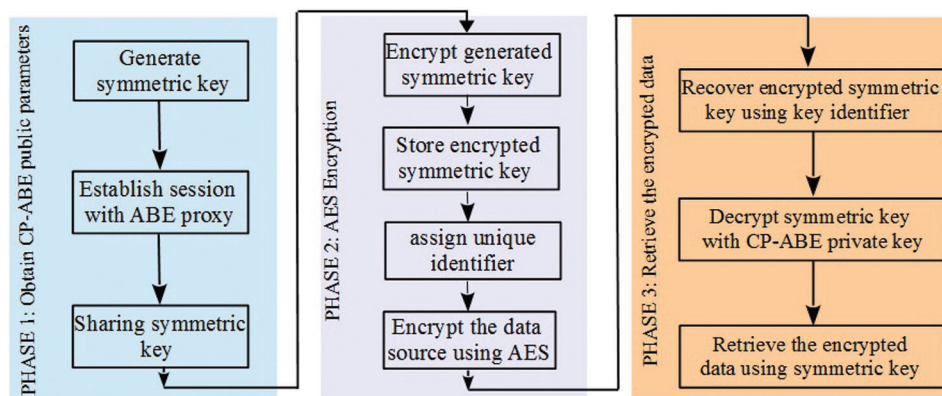 PHASE 1: Obtain CP-ABE public parameters
Generate
symmetric key
Establish session
with ABE proxy
Sharing symmetric
key
PHASE 2: AES Encryption
Encrypt generated
symmetric key
Store encrypted
symmetric key
assign unique
identifier
Encrypt the data
source using AES
PHASE 3: Retrieve the encrypted data
Recover encrypted symmetric
key using key identifier
Decrypt symmetric key
with CP-ABE private key
Retrieve the encrypted
data using symmetric key